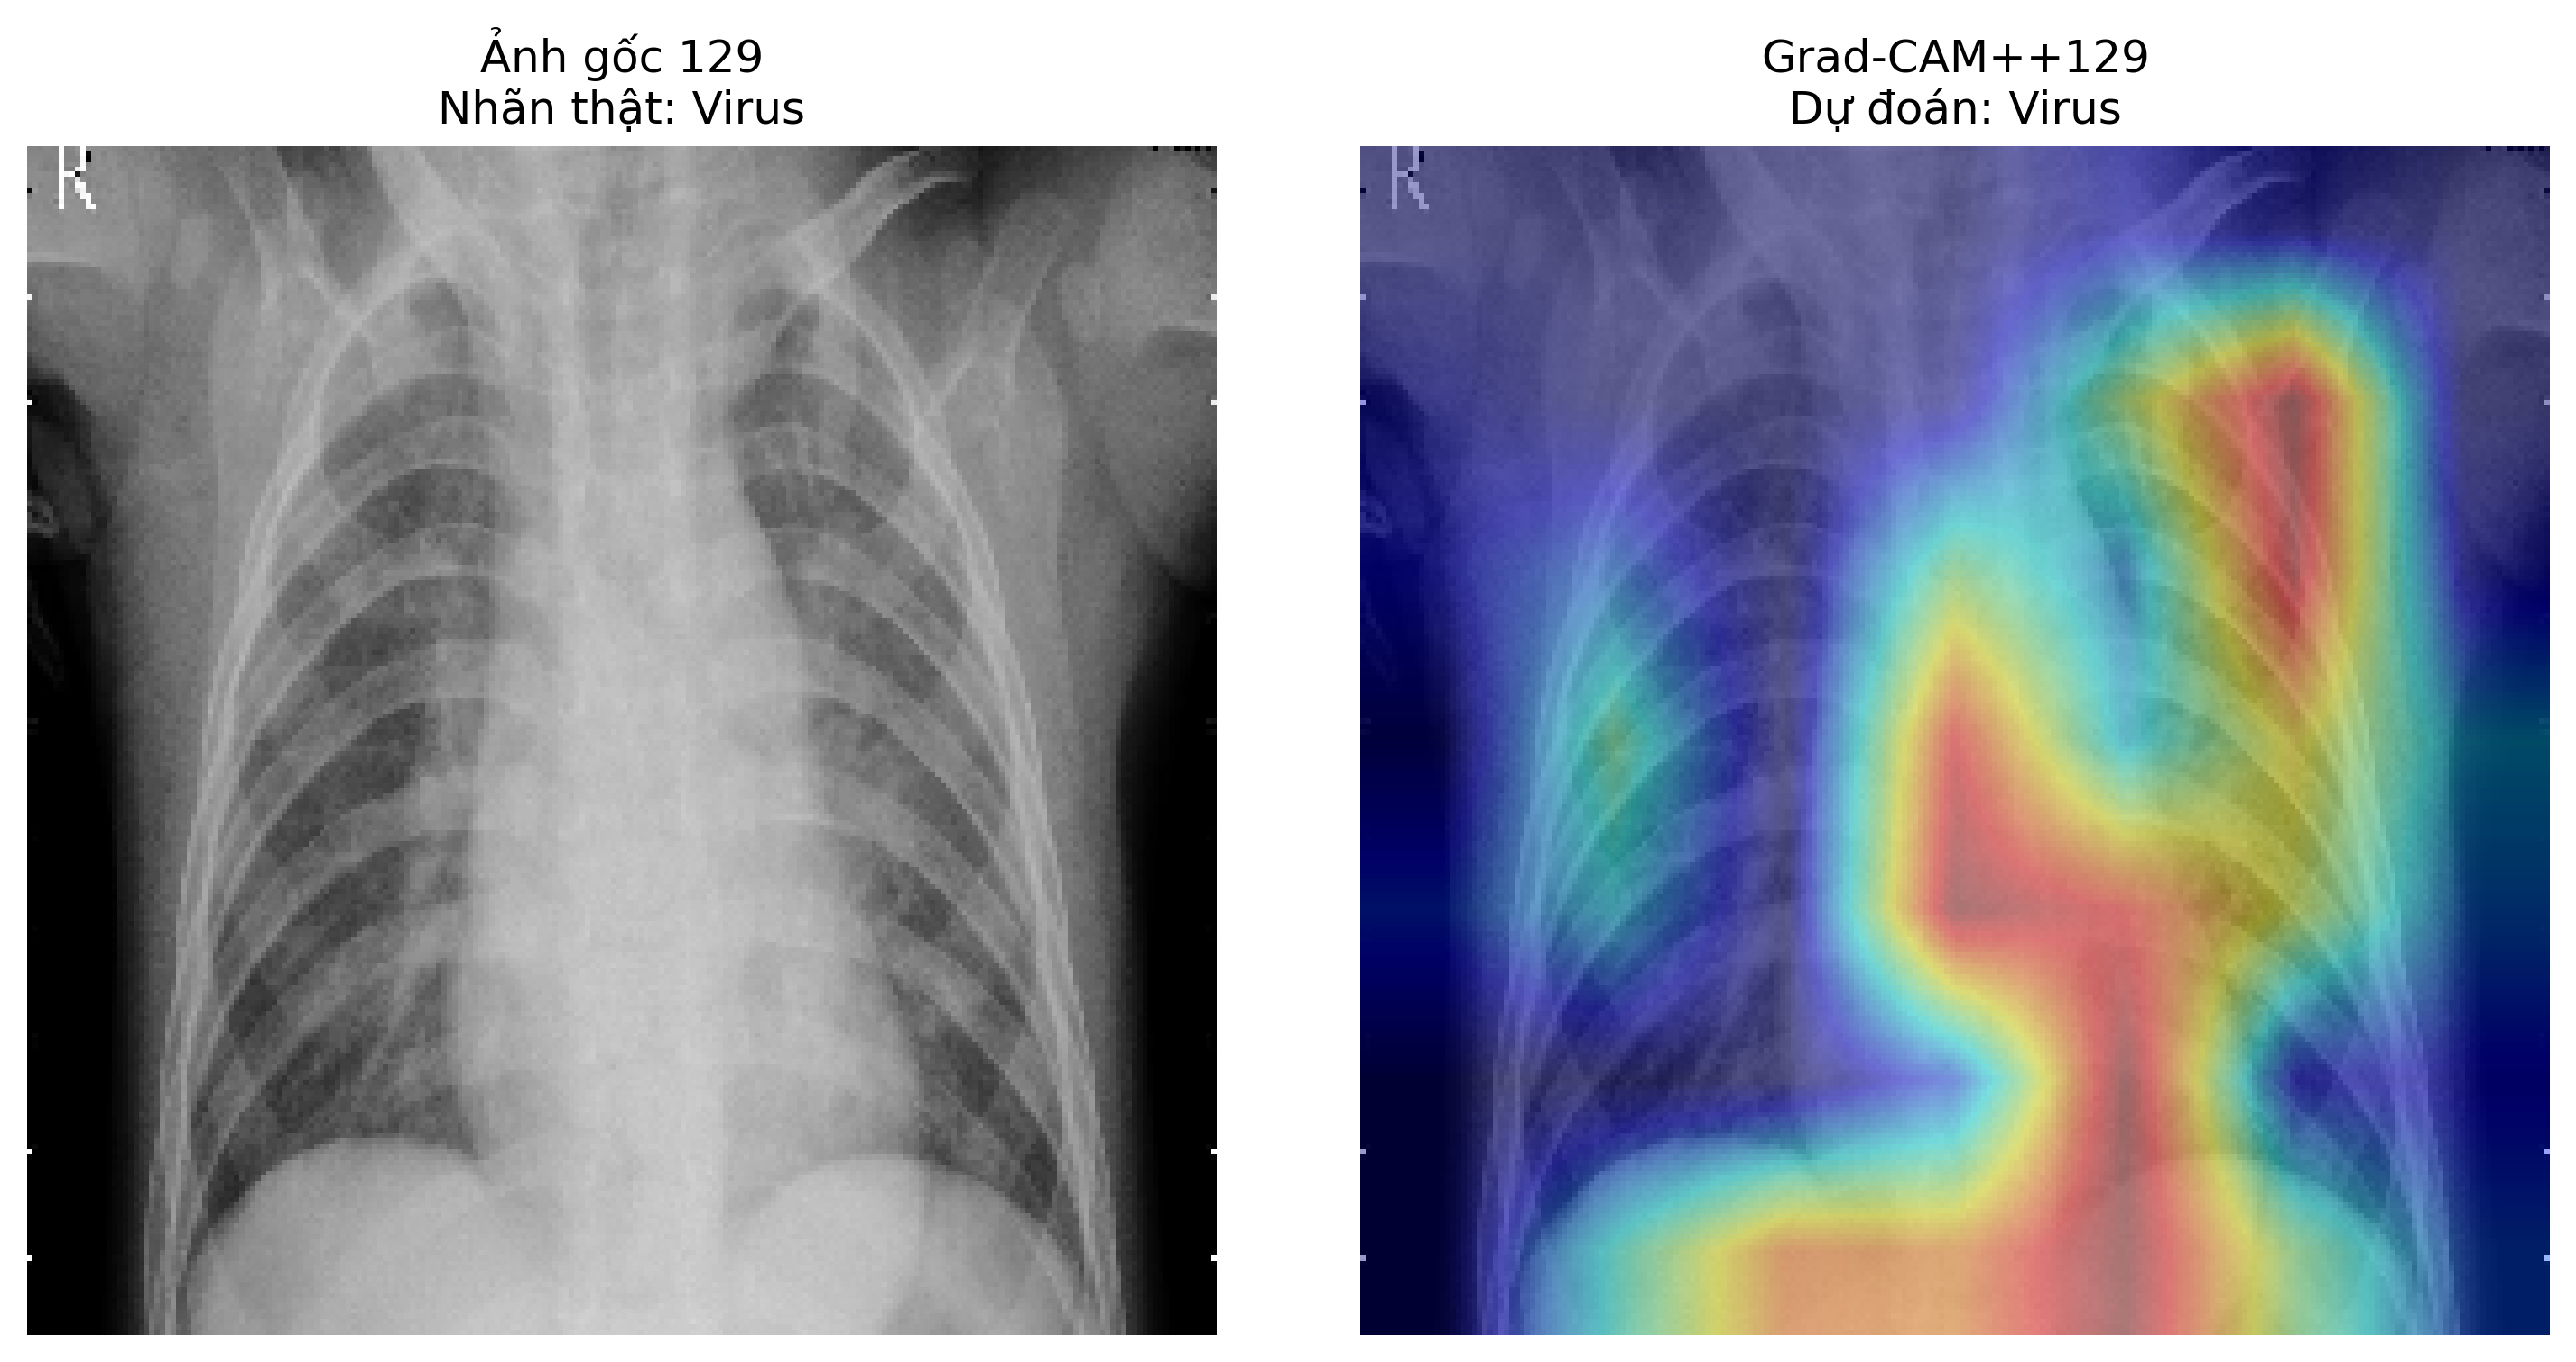 Ảnh gốc 129
Nhãn thật: Virus
R
Grad-CAM++129
Dự đoán: Virus
R